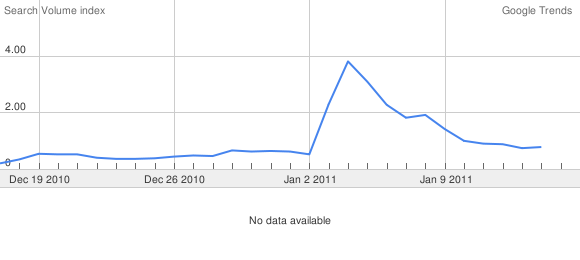 Search Volume index
Google Trends
4.00
2.00
0
Dec 19 2010
Dec 26 2010
Jan 2 2011
Jan 9 2011
No data available